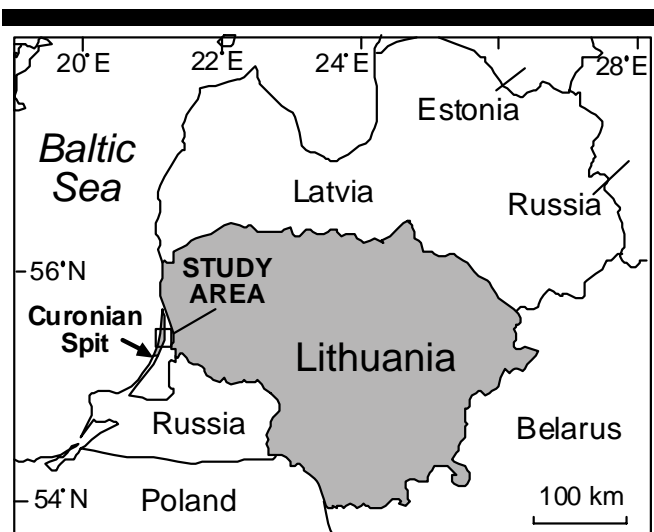 20°E
22°E
24°E
28°E
Estonia
Baltic
Sea
Latvia
Russia
56°N
STUDY
AREA
Curonian
Spit
Lithuania
Russia
Belarus
54°N
Poland
100 km